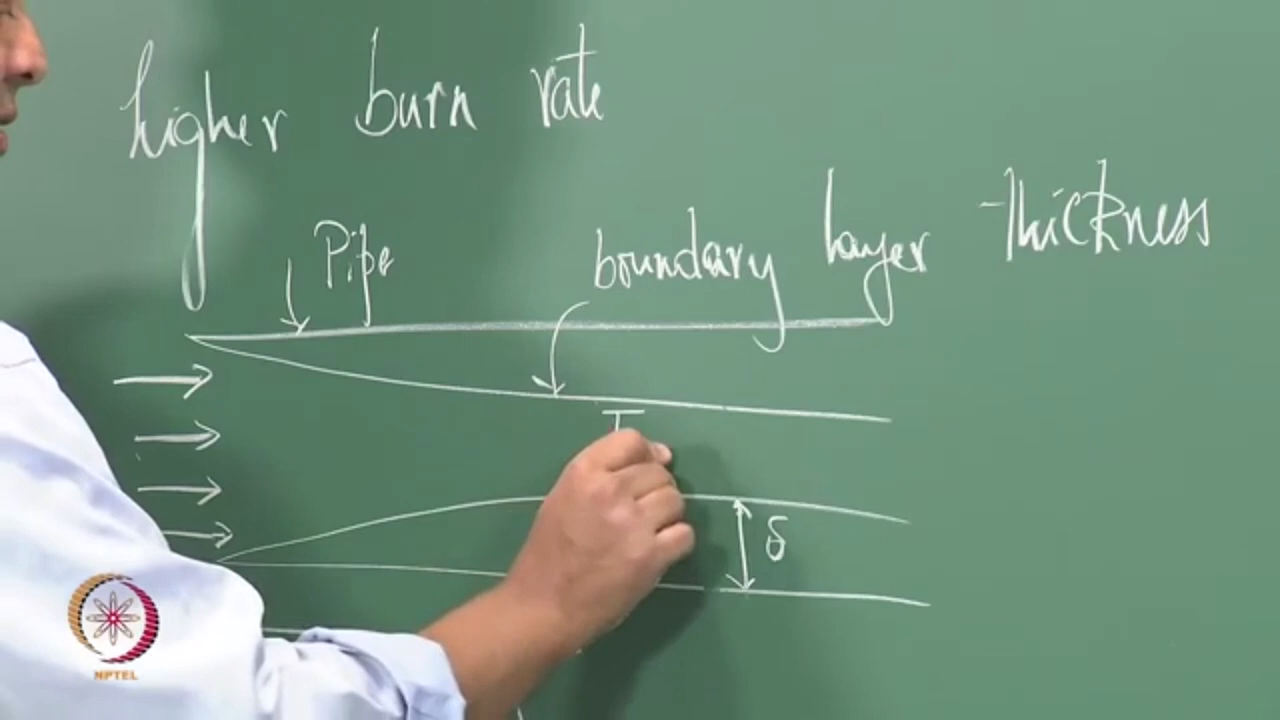 higher burn rate
Pipe
boundary layer Thickness
T
δ
NPTEL